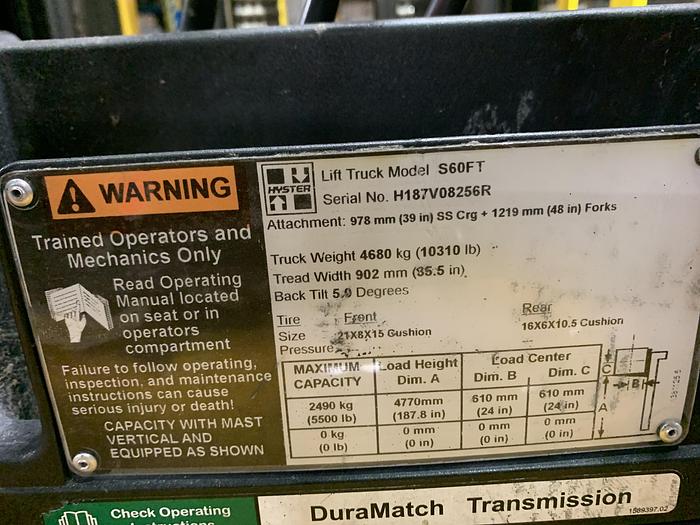 WARNING
Trained Operators and
Mechanics Only
Read Operating
Manual located
on seat or in
operators
compartment
Failure to follow operating,
inspection, and maintenance
instructions can cause
serious injury or death!
CAPACITY WITH MAST
VERTICAL AND
EQUIPPED AS SHOWN
HYSTER
Lift Truck Model S60FT
Serial No. H187V08256R
Attachment: 978 mm (39 in) SS Crg + 1219 mm (48 in) Forks
Truck Weight 4680 kg (10310 lb)
Tread Width 902 mm (35.5 in)
Back Tilt 5.0 Degrees
Tire Front Rear
Size 21X8X15 Cushion 16X6X10.5 Cushion
Pressure
MAXIMUM CAPACITY Load Height Dim. A Load Center Dim. B Dim. C
2490 kg (5500 lb) 4770mm (187.8 in) 610 mm (24 in) 610 mm (24 in)
0 kg (0 lb) 0 mm (0 in) 0 mm (0 in) 0 mm (0 in)
C
B
A
Check Operating
Instructions
DuraMatch Transmission
1589397.02